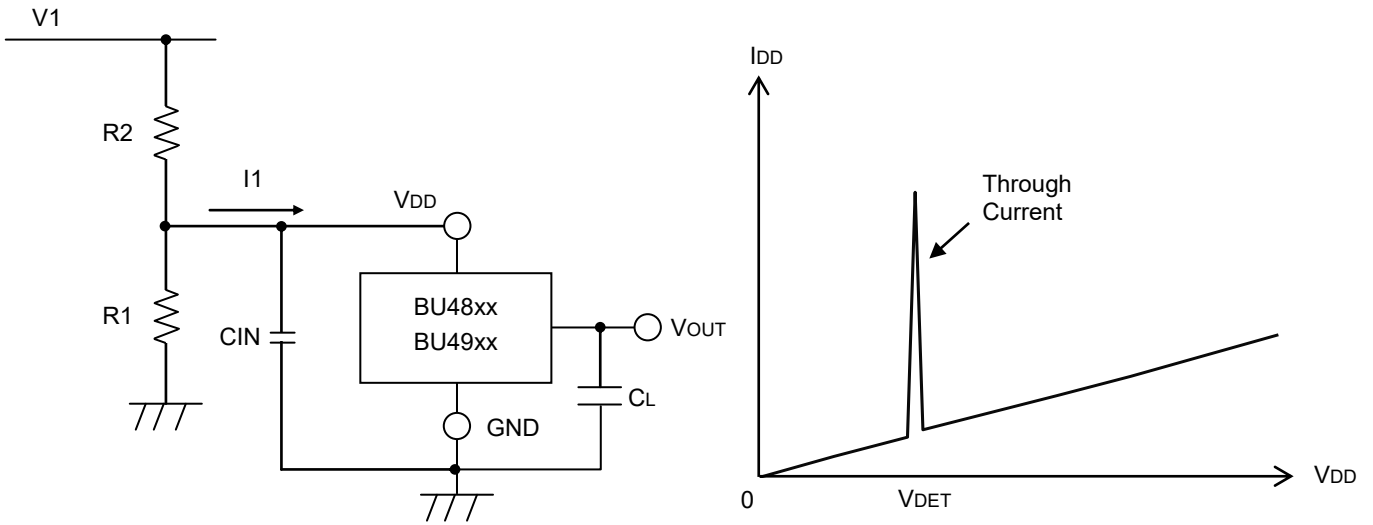 V1
R2
I1
VDD
R1
CIN
BU48xx
BU49xx
VOUT
CL
GND
IDD
Through
Current
0
VDET
VDD